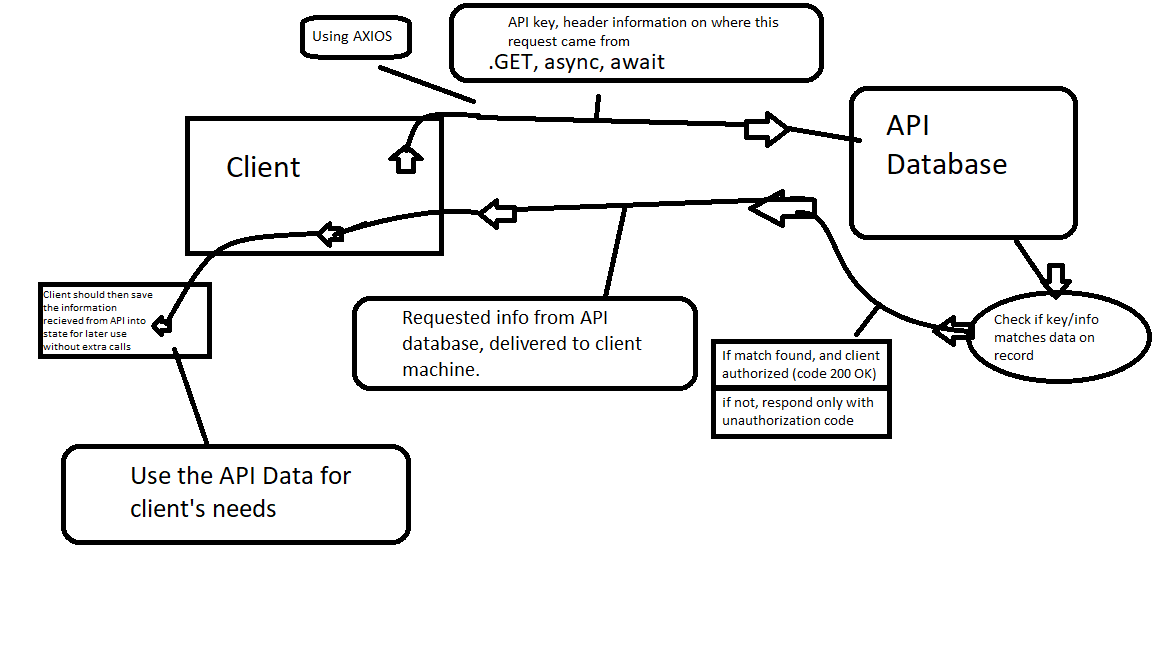 Using AXIOS
API key, header information on where this
request came from
.GET, async, await
Client
API
Database
Client should then save
the information
recieved from API into
state for later use
without extra calls
Requested info from API
database, delivered to client
machine.
Check if key/info
matches data on
record
If match found, and client
authorized (code 200 OK)
if not, respond only with
unauthorization code
Use the API Data for
client's needs